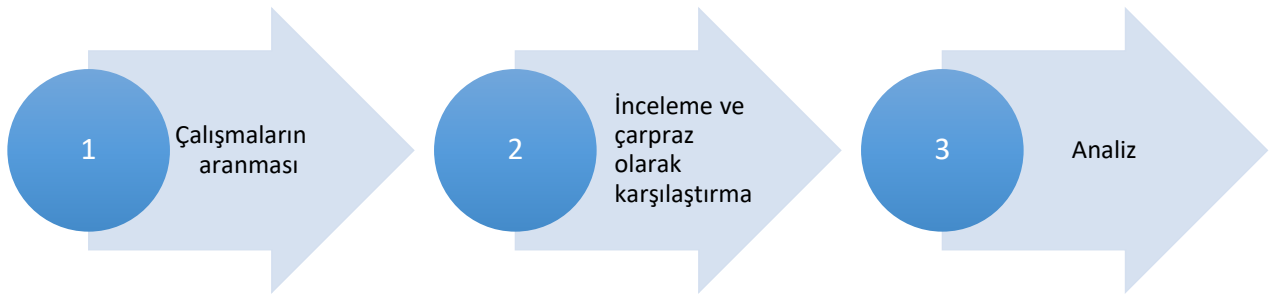 1
Çalışmaların
aranması
2
İnceleme ve
çarpraz
olarak
karşılaştırma
3
Analiz